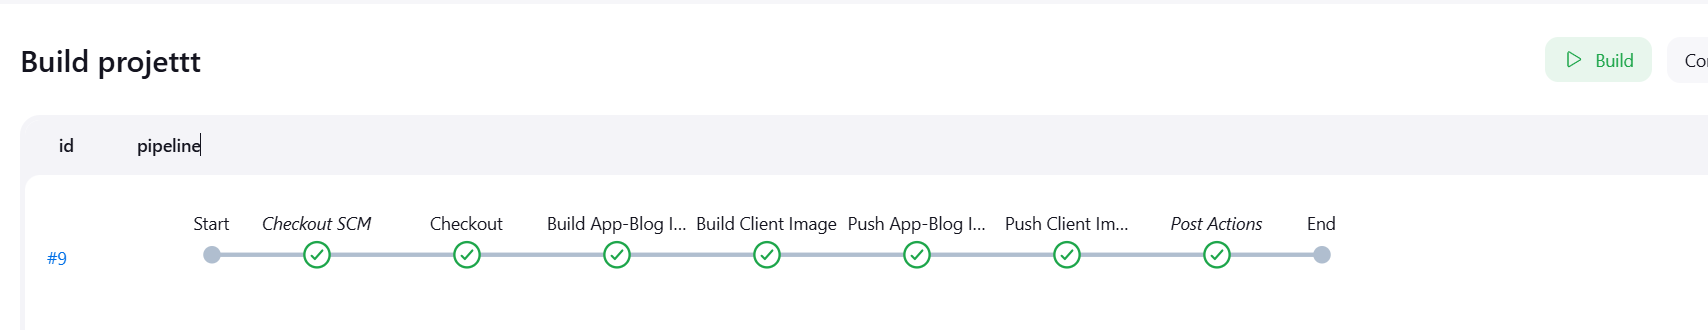 Build projettt
Build
Co
id pipeline
Start Checkout SCM Checkout Build App-Blog I... Build Client Image Push App-Blog I... Push Client Im... Post Actions End
#9